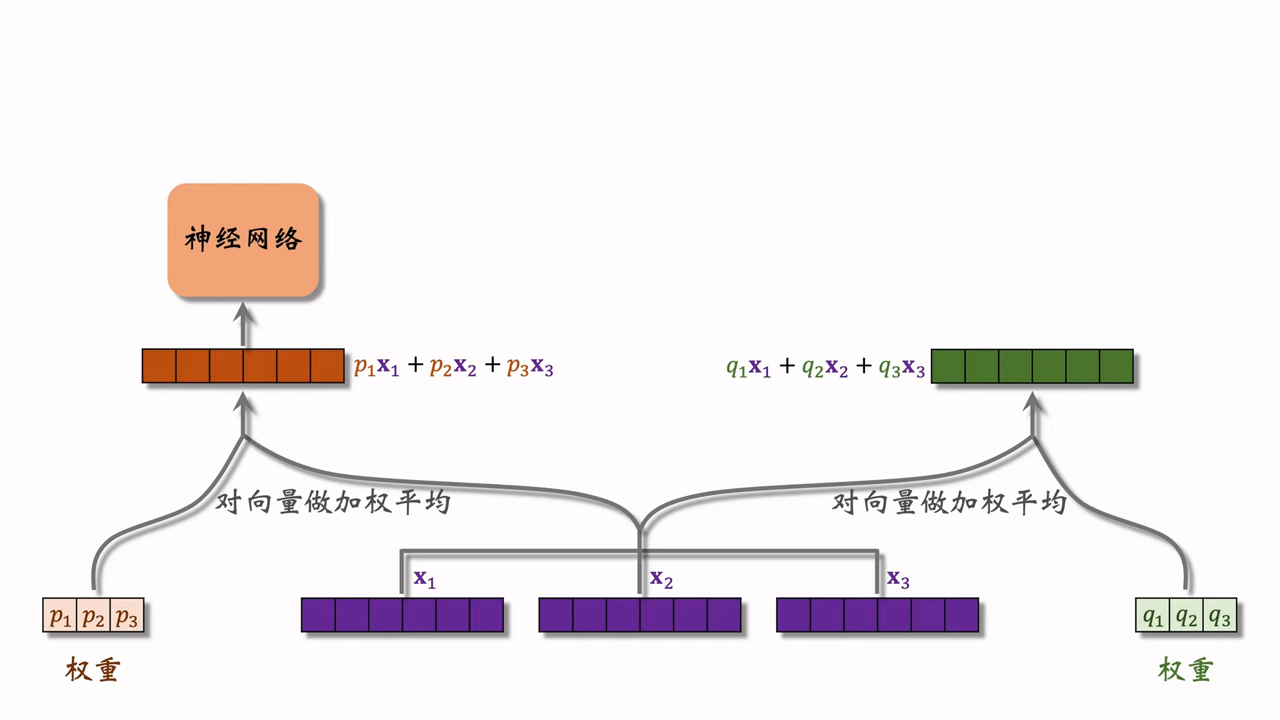 神经网络
p₁x₁ + p₂x₂ + p₃x₃
q₁x₁ + q₂x₂ + q₃x₃
对向量做加权平均
对向量做加权平均
x₁
x₂
x₃
p₁ p₂ p₃
q₁ q₂ q₃
权重
权重